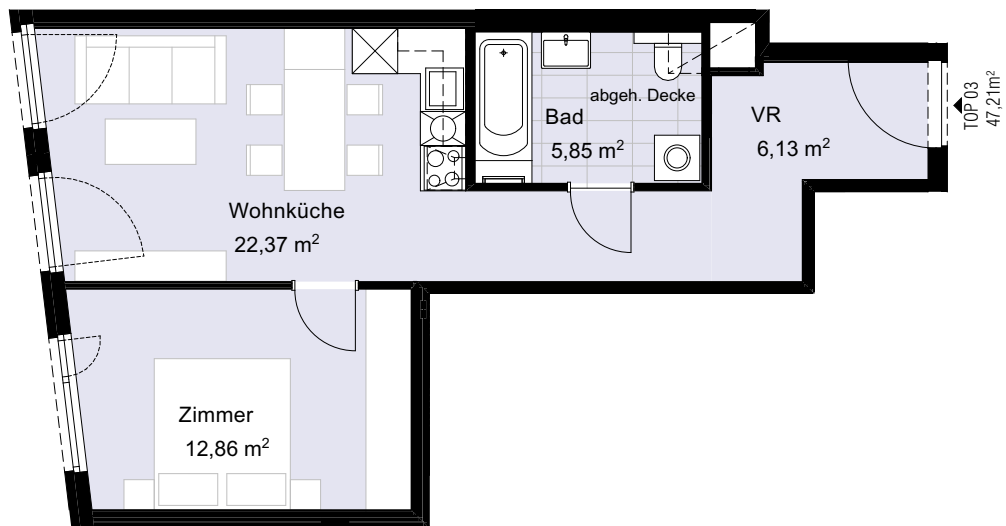 abgeh. Decke
Bad
5,85 m²
VR
6,13 m²
TOP 03
47,21m²
Wohnküche
22,37 m²
Zimmer
12,86 m²